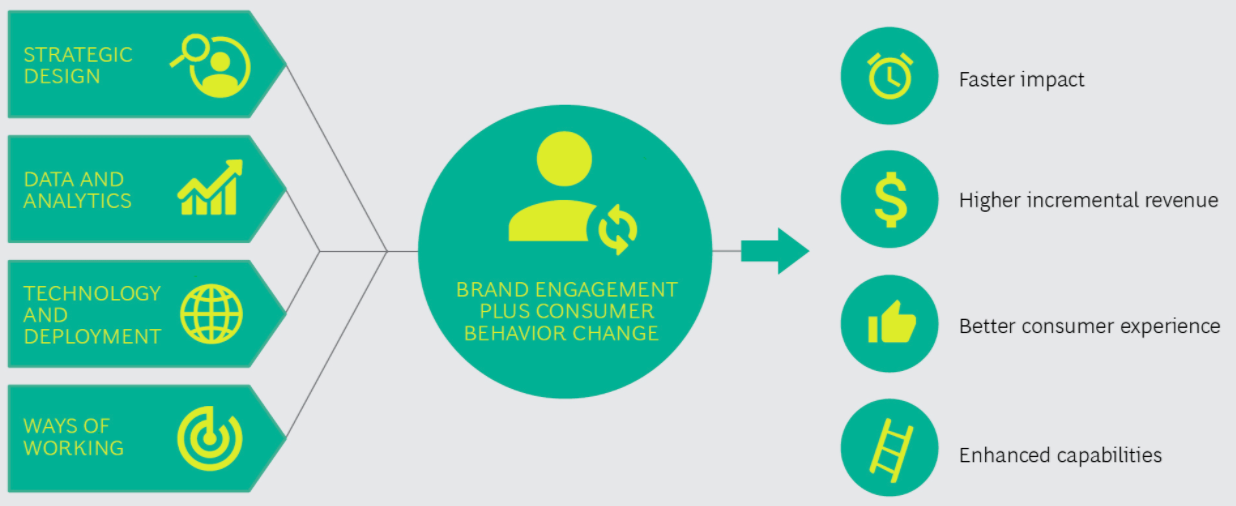 STRATEGIC
DESIGN
DATA AND
ANALYTICS
TECHNOLOGY
AND
DEPLOYMENT
WAYS OF
WORKING
BRAND ENGAGEMENT
PLUS CONSUMER
BEHAVIOR CHANGE
Faster impact
Higher incremental revenue
Better consumer experience
Enhanced capabilities